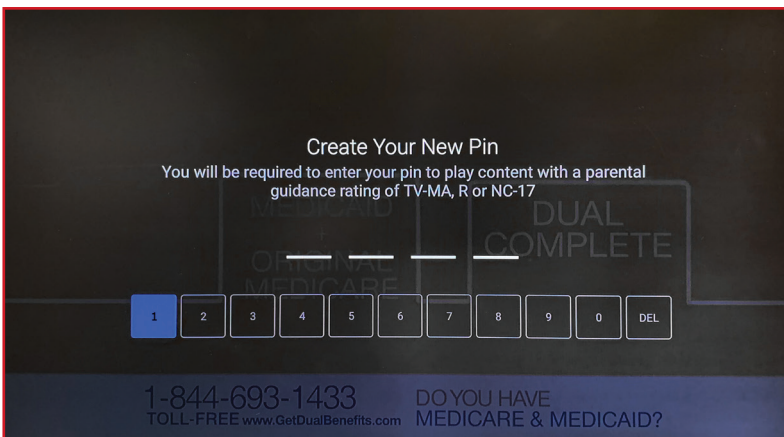 Create Your New Pin
You will be required to enter your pin to play content with a parental
guidance rating of TV-MA, R or NC-17
MEDICAID
DUAL
COMPLETE
ORIGINAL
MEDICARE
1 2 3 4 5 6 7 8 9 0 DEL
1-844-693-1433
TOLL-FREE www.GetDualBenefits.com
DO YOU HAVE
MEDICARE & MEDICAID?